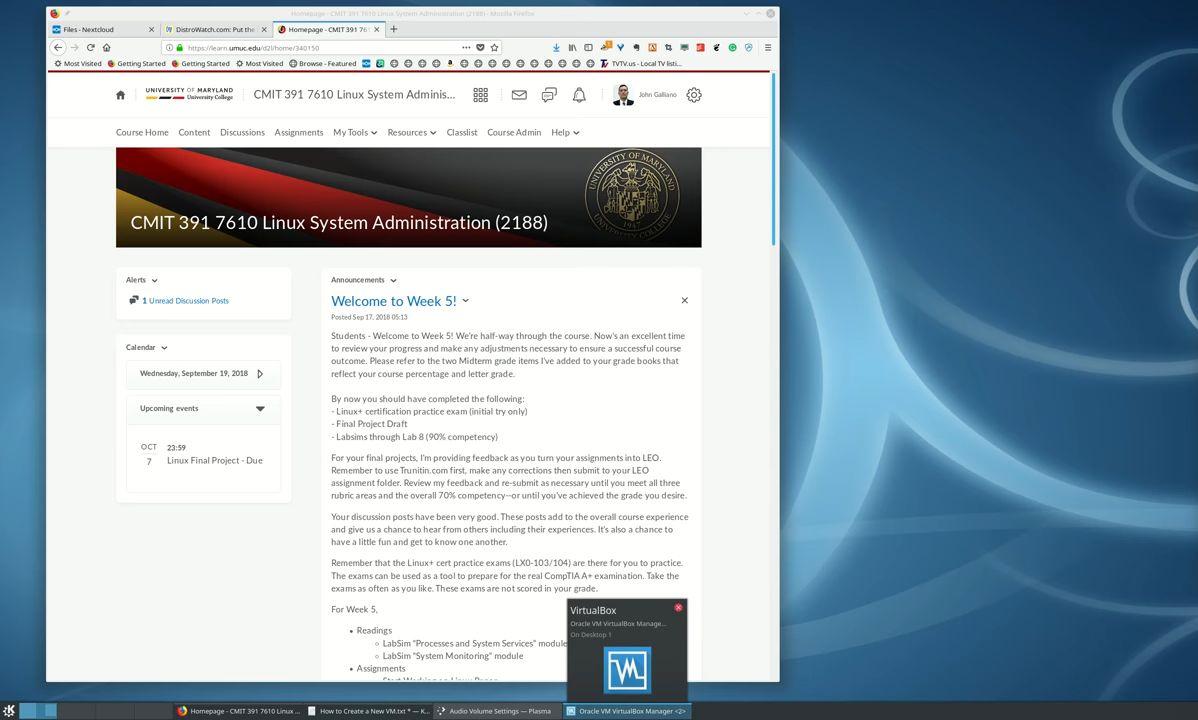 Homepage - CMIT 391 7610 Linux System Administration (2188) - Mozilla Firefox
Files - Nextcloud
DistroWatch.com: Put the
Homepage - CMIT 391 761
https://learn.umuc.edu/d2l/home/340150
Most Visited
Getting Started
Getting Started
Most Visited
Browse - Featured
TVTV.us - Local TV listi...
UNIVERSITY OF MARYLAND
University College
CMIT 391 7610 Linux System Adminis...
John Galliano
Course Home
Content
Discussions
Assignments
My Tools
Resources
Classlist
Course Admin
Help
CMIT 391 7610 Linux System Administration (2188)
Alerts
1 Unread Discussion Posts
Calendar
Wednesday, September 19, 2018
Upcoming events
OCT
7
23:59
Linux Final Project - Due
Announcements
Welcome to Week 5!
Posted Sep 17, 2018 05:13
Students - Welcome to Week 5! We're half-way through the course. Now's an excellent time
to review your progress and make any adjustments necessary to ensure a successful course
outcome. Please refer to the two Midterm grade items I've added to your grade books that
reflect your course percentage and letter grade.
By now you should have completed the following:
- Linux+ certification practice exam (initial try only)
- Final Project Draft
- Labsims through Lab 8 (90% competency)
For your final projects, I'm providing feedback as you turn your assignments into LEO.
Remember to use Trunitin.com first, make any corrections then submit to your LEO
assignment folder. Review my feedback and re-submit as necessary until you meet all three
rubric areas and the overall 70% competency--or until you've achieved the grade you desire.
Your discussion posts have been very good. These posts add to the overall course experience
and give us a chance to hear from others including their experiences. It's also a chance to
have a little fun and get to know one another.
Remember that the Linux+ cert practice exams (LX0-103/104) are there for you to practice.
The exams can be used as a tool to prepare for the real CompTIA A+ examination. Take the
exams as often as you like. These exams are not scored in your grade.
For Week 5,
Readings
LabSim "Processes and System Services" module
LabSim "System Monitoring" module
Assignments
VirtualBox
Oracle VM VirtualBox Manage...
On Desktop 1
Homepage - CMIT 391 7610 Linux ...
How to Create a New VM.txt * — K...
Audio Volume Settings — Plasma
Oracle VM VirtualBox Manager <2>